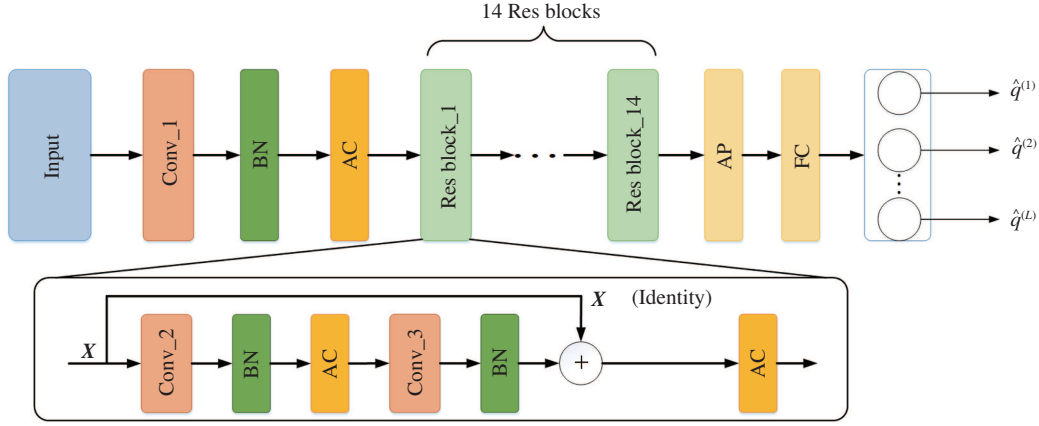 14 Res blocks
Input
Conv_1
BN
AC
Res block_1
Res block_14
AP
FC
q̂⁽¹⁾
q̂⁽²⁾
q̂⁽ᴸ⁾
X
Conv_2
BN
AC
Conv_3
BN
+
X (Identity)
AC